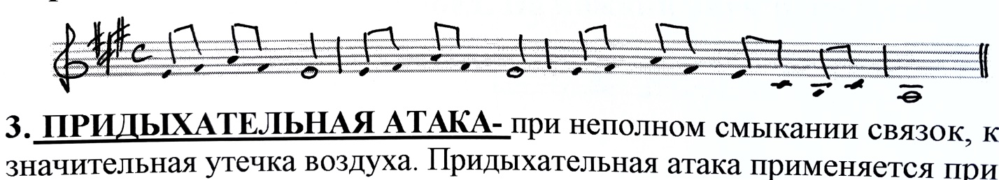 3. ПРИДЫХАТЕЛЬНАЯ АТАКА- при неполном смыкании связок, к
значительная утечка воздуха. Придыхательная атака применяется при